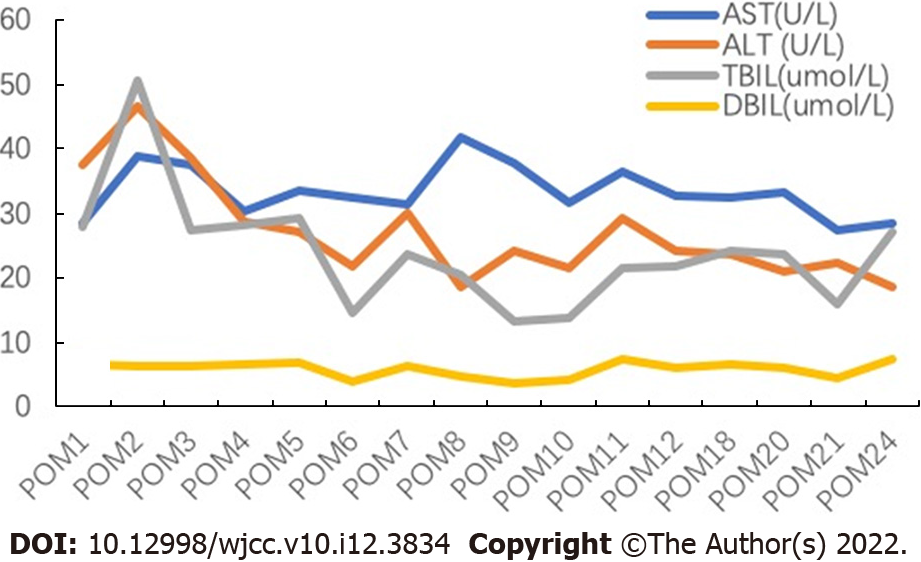 60
50
40
30
20
10
0
AST(U/L)
ALT (U/L)
TBIL(umol/L)
DBIL(umol/L)
POM1 POM2 POM3 POM4 POM5 POM6 POM7 POM8 POM9 POM10 POM11 POM12 POM18 POM20 POM21 POM24
DOI: 10.12998/wjcc.v10.i12.3834 Copyright ©The Author(s) 2022.